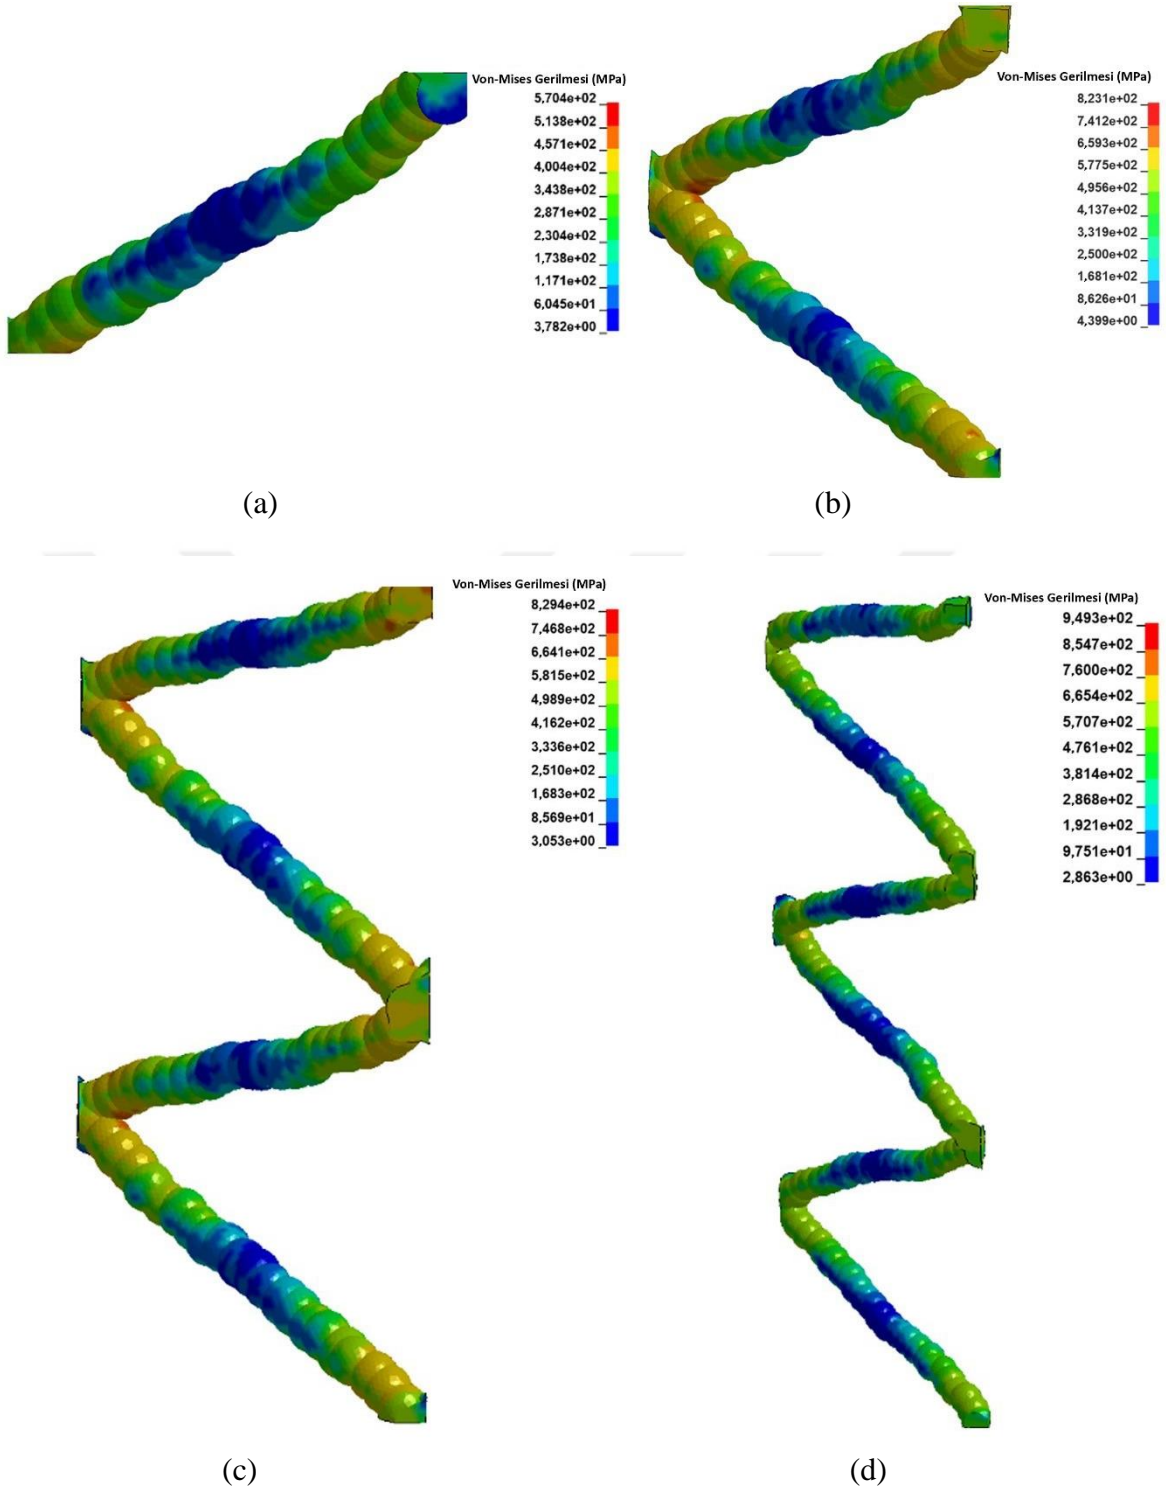 Von-Mises Gerilmesi (MPa)
5,704e+02
5,138e+02
4,571e+02
4,004e+02
3,438e+02
2,871e+02
2,304e+02
1,738e+02
1,171e+02
6,045e+01
3,782e+00
(a)
Von-Mises Gerilmesi (MPa)
8,231e+02
7,412e+02
6,593e+02
5,775e+02
4,956e+02
4,137e+02
3,319e+02
2,500e+02
1,681e+02
8,626e+01
4,399e+00
(b)
Von-Mises Gerilmesi (MPa)
8,294e+02
7,468e+02
6,641e+02
5,815e+02
4,989e+02
4,162e+02
3,336e+02
2,510e+02
1,683e+02
8,569e+01
3,053e+00
(c)
Von-Mises Gerilmesi (MPa)
9,493e+02
8,547e+02
7,600e+02
6,654e+02
5,707e+02
4,761e+02
3,814e+02
2,868e+02
1,921e+02
9,751e+01
2,863e+00
(d)